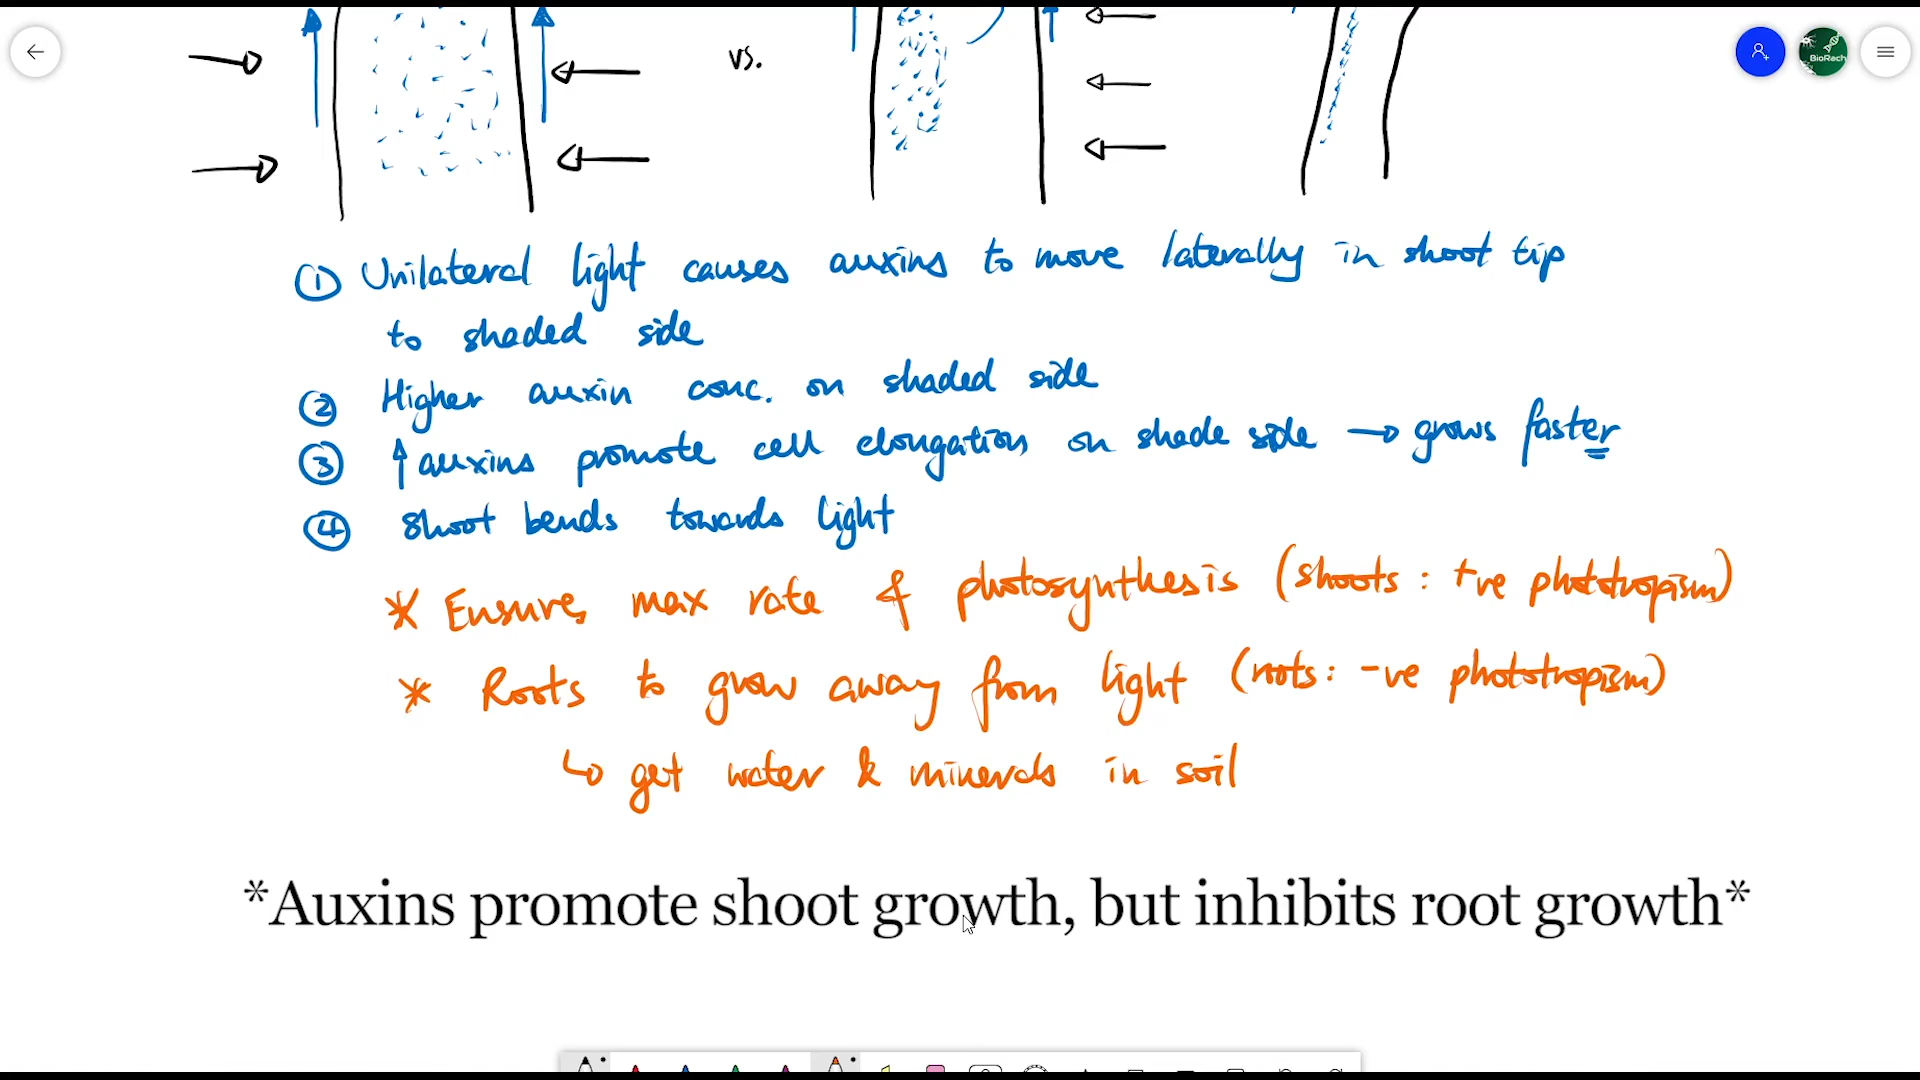 vs.
BioRach
① Unilateral light causes auxins to move laterally in shoot tip
to shaded side
② Higher auxin conc. on shaded side
③ ↑ auxins promote cell elongation on shade side → grows faster
④ shoot bends towards light
* Ensures max rate of photosynthesis (shoots : +ve phototropism)
* Roots to grow away from light (roots : -ve phototropism)
↳ get water & minerals in soil
*Auxins promote shoot growth, but inhibits root growth*